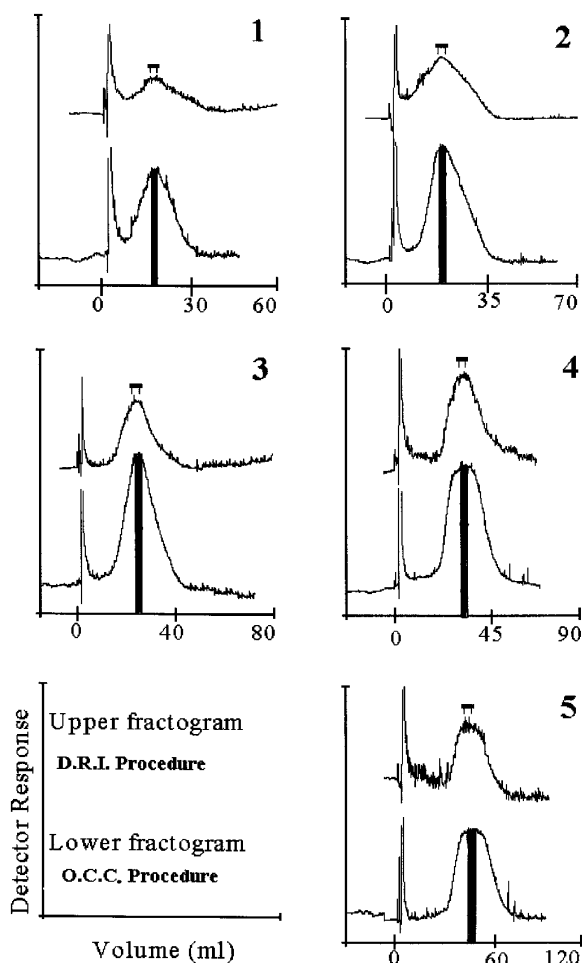 1
2
0 30 60
0 35 70
3
4
0 40 80
0 45 90
5
Detector Response
Upper fractogram
D.R.I. Procedure
Lower fractogram
O.C.C. Procedure
Volume (ml)
0 60 120